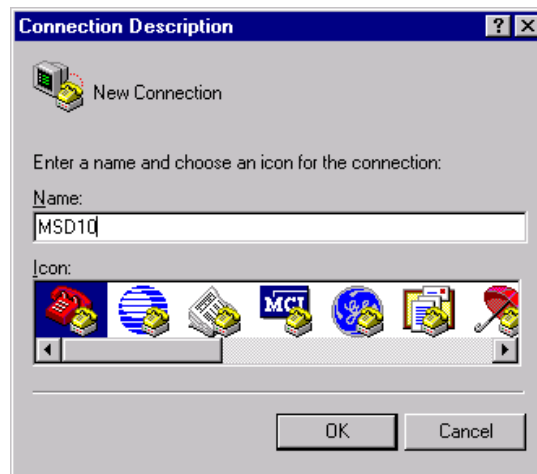 Connection Description
New Connection
Enter a name and choose an icon for the connection:
Name:
MSD10
Icon:
MCI
OK
Cancel